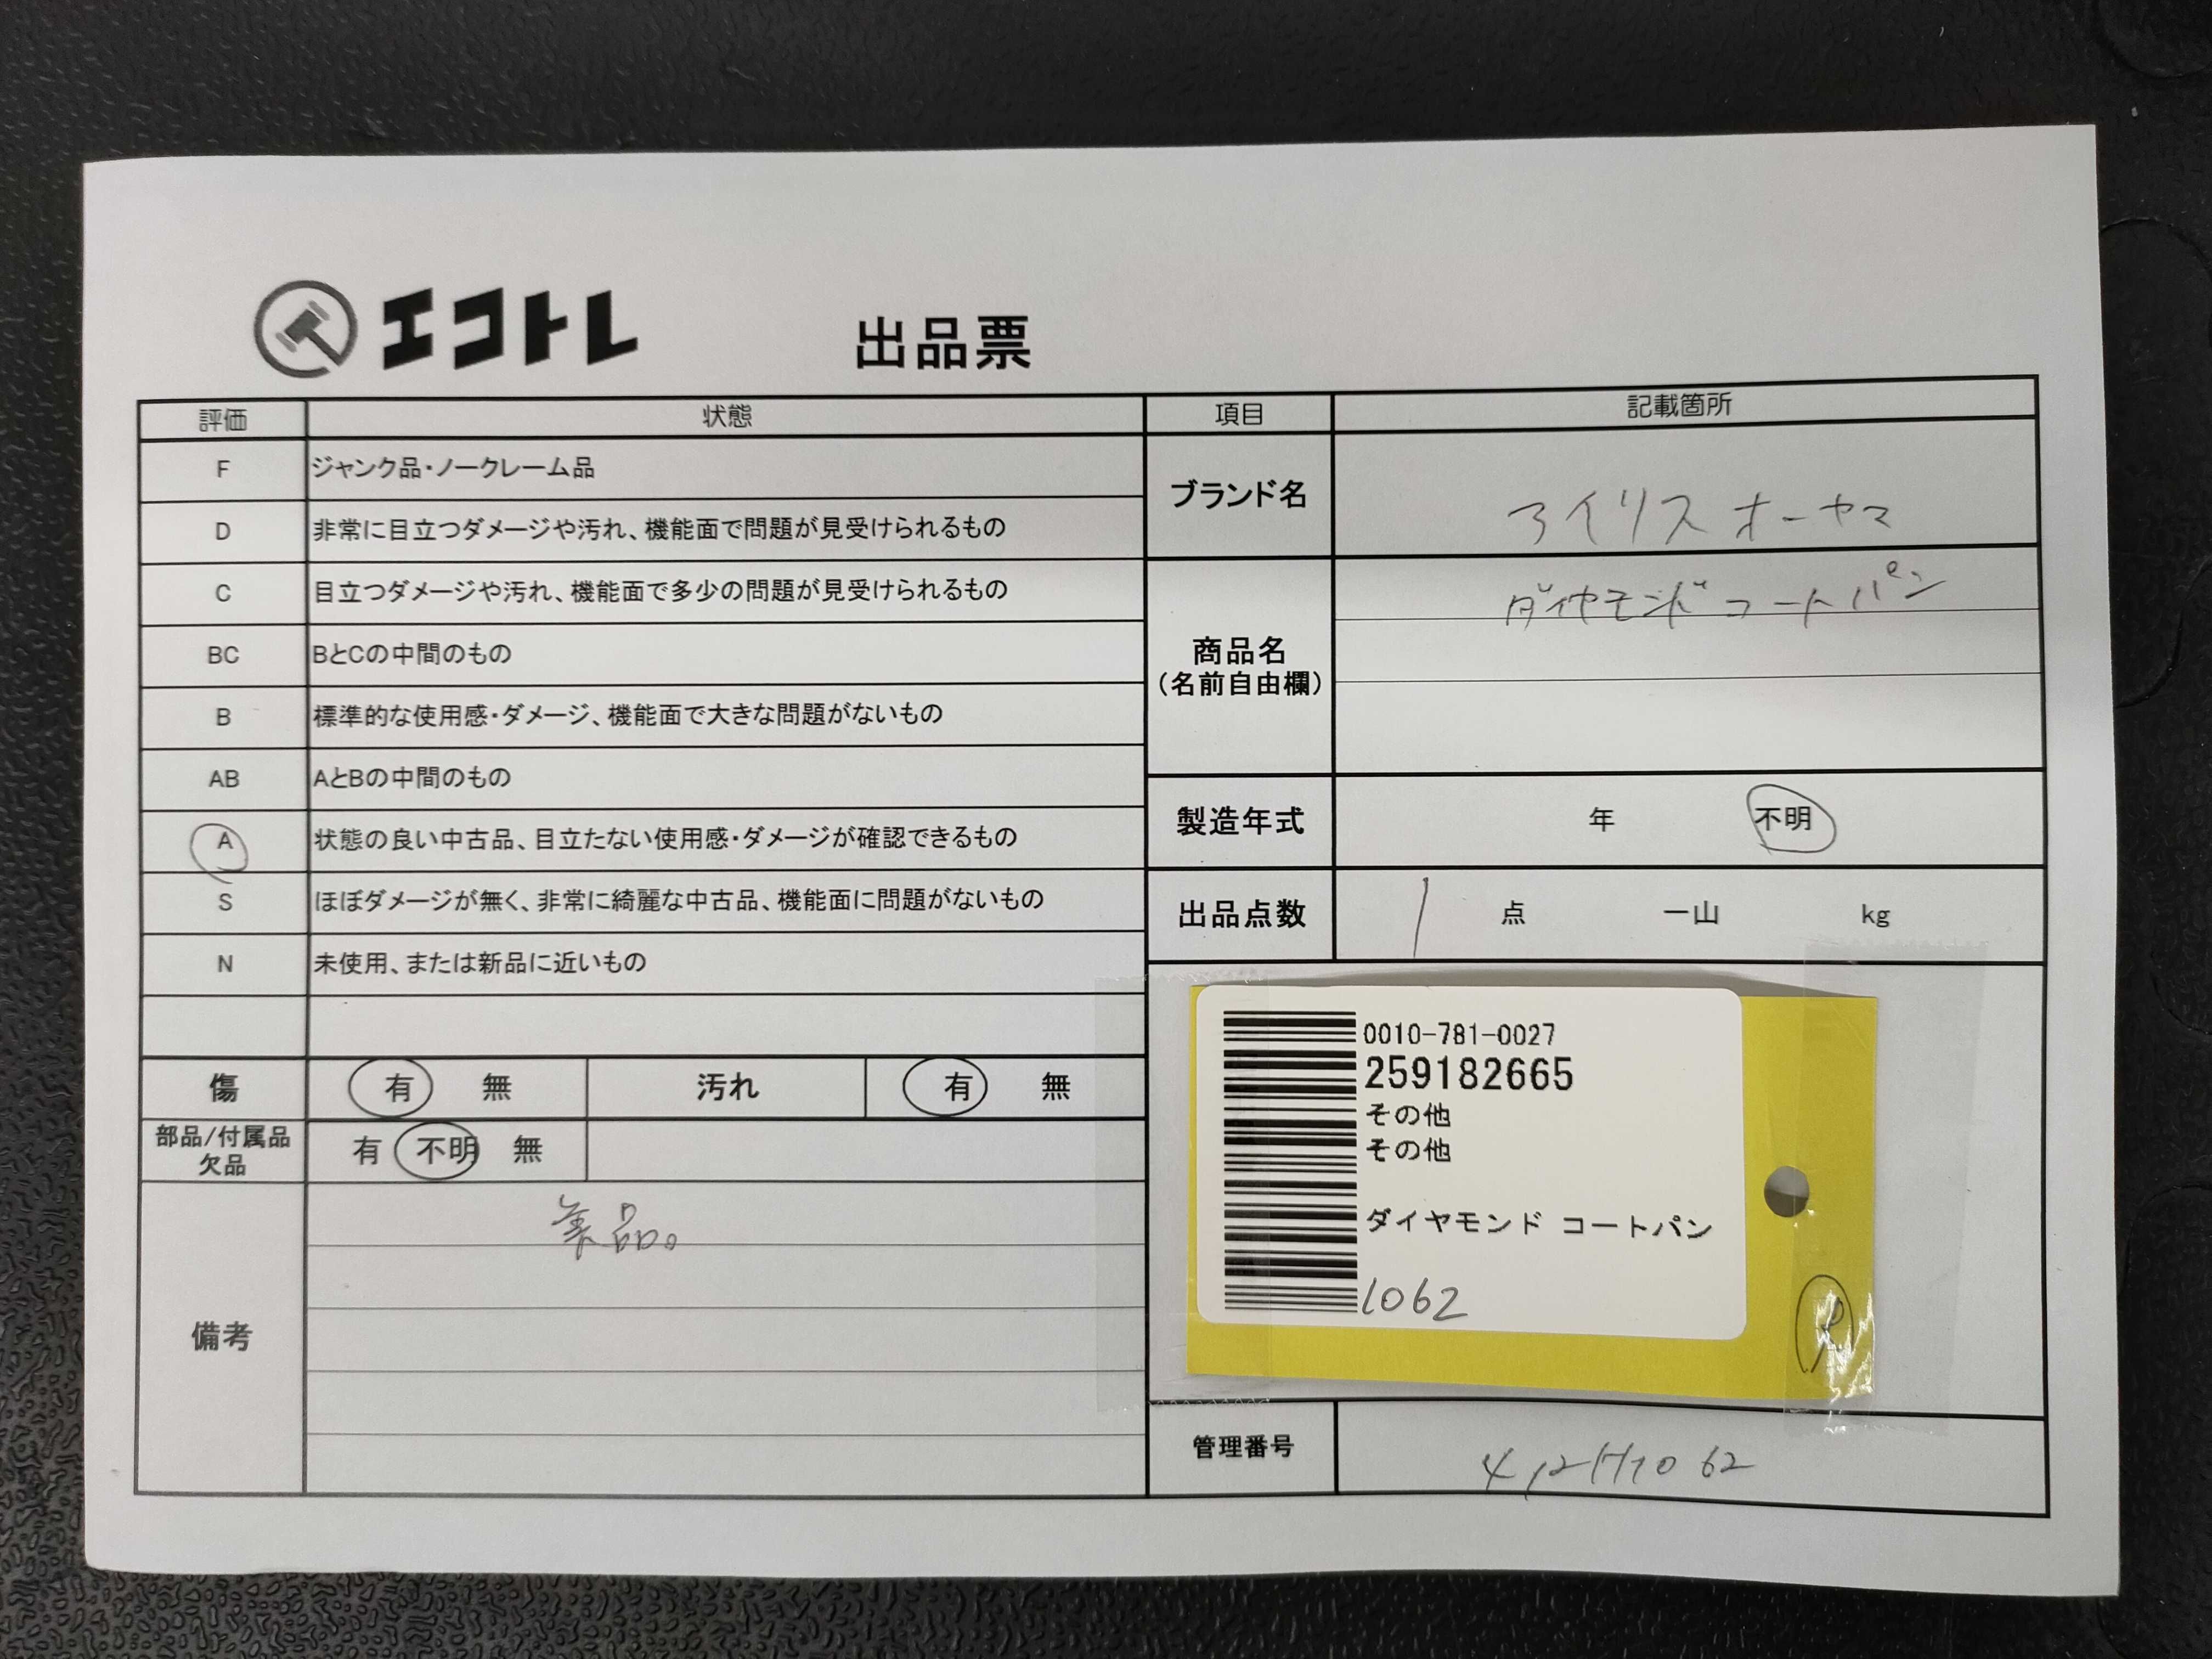 エコトレ
出品票
評価 状態
F ジャンク品・ノークレーム品
D 非常に目立つダメージや汚れ、機能面で問題が見受けられるもの
C 目立つダメージや汚れ、機能面で多少の問題が見受けられるもの
BC BとCの中間のもの
B 標準的な使用感・ダメージ、機能面で大きな問題がないもの
AB AとBの中間のもの
A 状態の良い中古品、目立たない使用感・ダメージが確認できるもの
S ほぼダメージが無く、非常に綺麗な中古品、機能面に問題がないもの
N 未使用、または新品に近いもの
傷 有 無 汚れ 有 無
部品/付属品
欠品 有 不明 無
備考 美品。
項目 記載箇所
ブランド名 アイリスオーヤマ
商品名
(名前自由欄) ダイヤモンドコートパン
製造年式 年 不明
出品点数 1 点 一山 kg
0010-781-0027
259182665
その他
その他
ダイヤモンド コートパン
1062
管理番号 412H1062